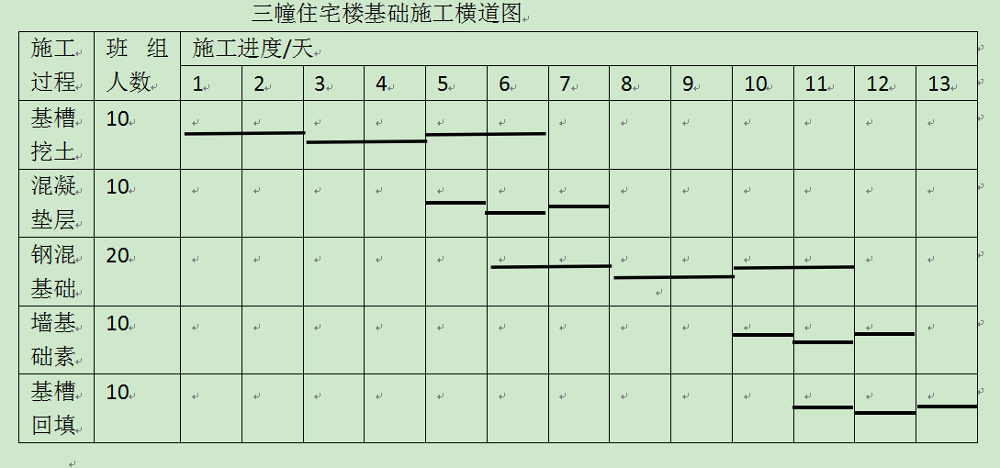 三幢住宅楼基础施工横道图
施工过程 班组人数 施工进度/天
1 2 3 4 5 6 7 8 9 10 11 12 13
基槽挖土 10
混凝垫层 10
钢混基础 20
墙基础素 10
基槽回填 10